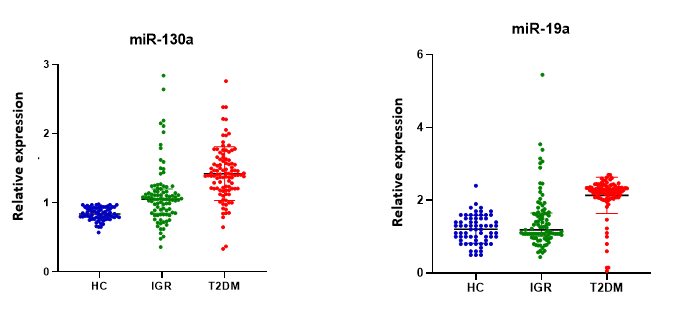 miR-130a
Relative expression
3
2
1
0
HC
IGR
T2DM
miR-19a
Relative expression
6
4
2
0
HC
IGR
T2DM